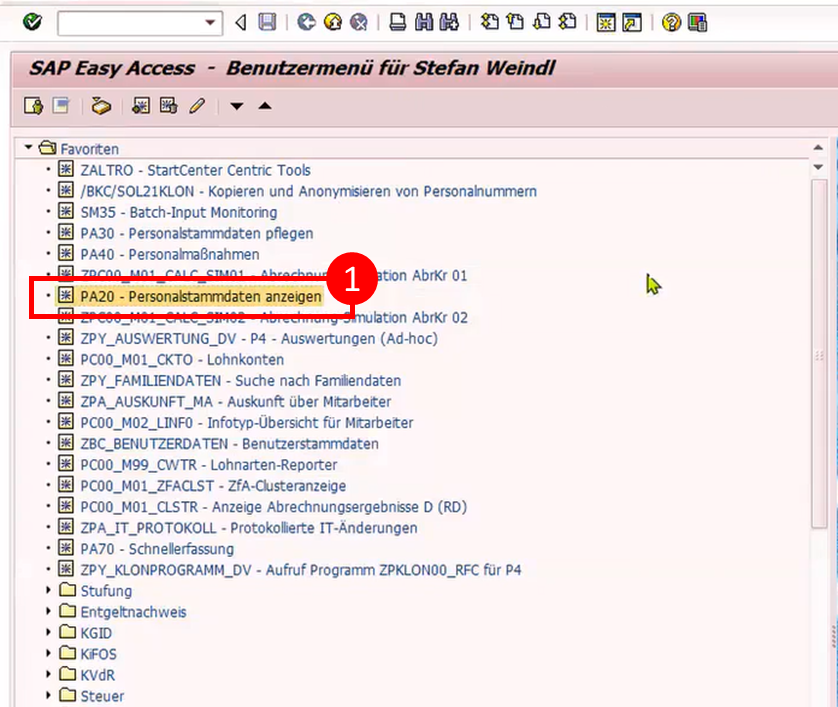 SAP Easy Access - Benutzermenü für Stefan Weindl
Favoriten
ZALTRO - StartCenter Centric Tools
/BKC/SOL21KLON - Kopieren und Anonymisieren von Personalnummern
SM35 - Batch-Input Monitoring
PA30 - Personalstammdaten pflegen
PA40 - Personalmaßnahmen
ZPC00_M01_CALC_SIM01 - Abrechnung AbrKr 01
1
PA20 - Personalstammdaten anzeigen
ZPC00_M01_CALC_SIM02 - Abrechnung Simulation AbrKr 02
ZPY_AUSWERTUNG_DV - P4 - Auswertungen (Ad-hoc)
PC00_M01_CKTO - Lohnkonten
ZPY_FAMILIENDATEN - Suche nach Familiendaten
ZPA_AUSKUNFT_MA - Auskunft über Mitarbeiter
PC00_M02_LINF0 - Infotyp-Übersicht für Mitarbeiter
ZBC_BENUTZERDATEN - Benutzerstammdaten
PC00_M99_CWTR - Lohnarten-Reporter
PC00_M01_ZFACLST - ZfA-Clusteranzeige
PC00_M01_CLSTR - Anzeige Abrechnungsergebnisse D (RD)
ZPA_IT_PROTOKOLL - Protokollierte IT-Änderungen
PA70 - Schnellerfassung
ZPY_KLONPROGRAMM_DV - Aufruf Programm ZPKLON00_RFC für P4
Stufung
Entgeltnachweis
KGID
KiFOS
KVdR
Steuer